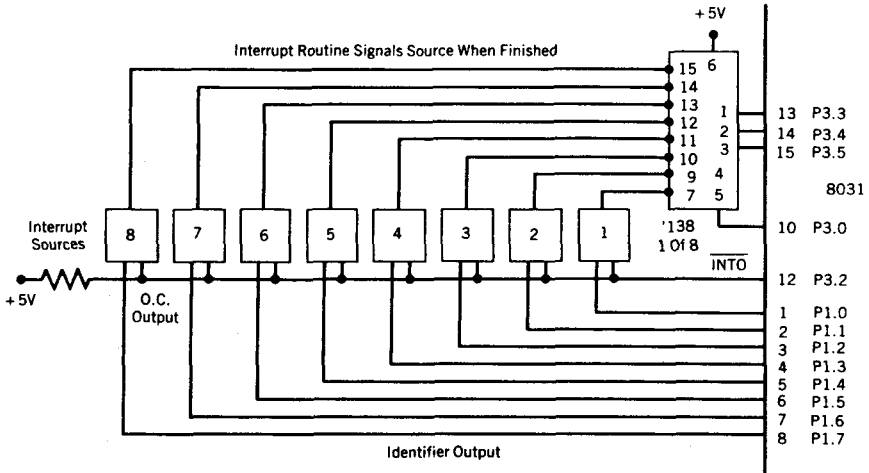 +5V
Interrupt Routine Signals Source When Finished
15 6
14
13
12
11
10
9
7
1
2
3
4
5
13 P3.3
14 P3.4
15 P3.5
8031
10 P3.0
'138
1 Of 8
INT0
12 P3.2
Interrupt
Sources
8 7 6 5 4 3 2 1
+5V
O.C.
Output
1 P1.0
2 P1.1
3 P1.2
4 P1.3
5 P1.4
6 P1.5
7 P1.6
8 P1.7
Identifier Output